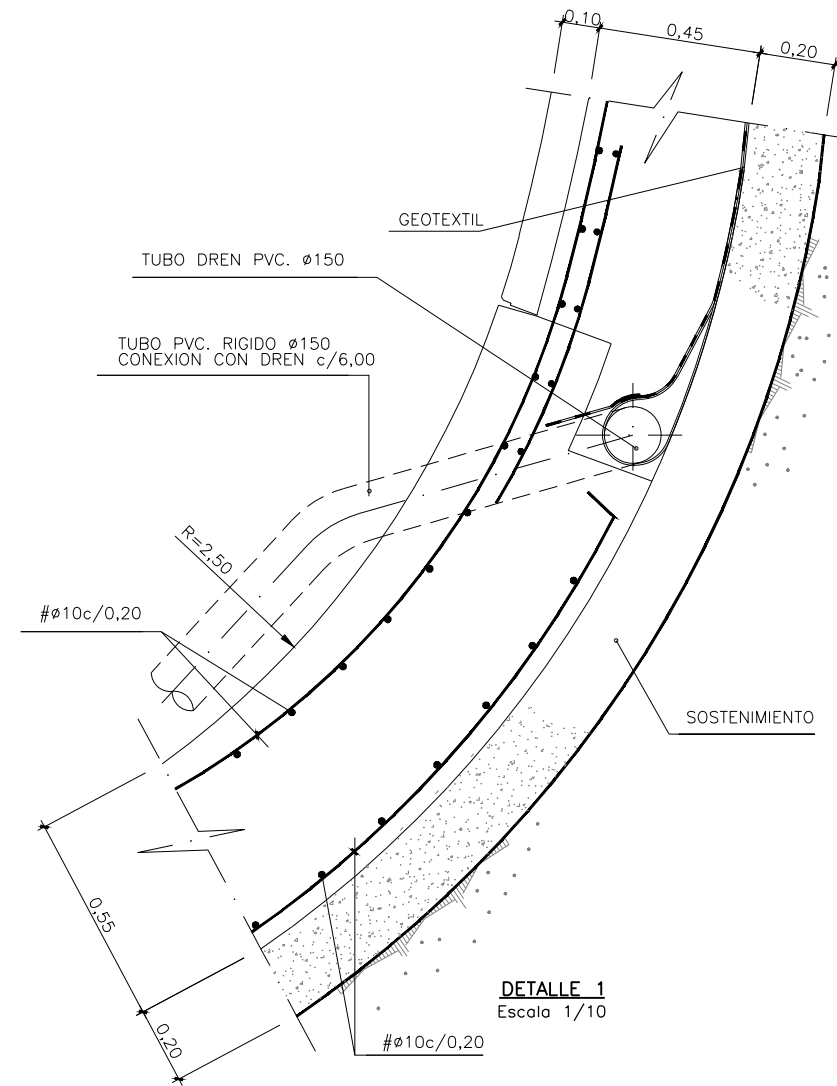 0,10
0,45
0,20
GEOTEXTIL
TUBO DREN PVC. ø150
TUBO PVC. RIGIDO ø150
CONEXION CON DREN c/6,00
R=2,50
#ø10c/0,20
SOSTENIMIENTO
0,55
0,20
DETALLE 1
Escala 1/10
#ø10c/0,20